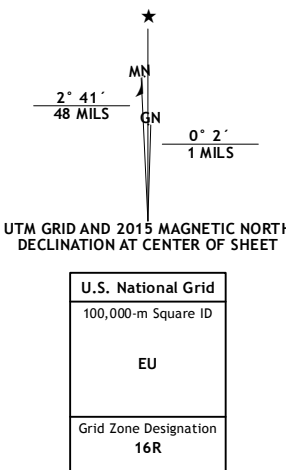 ★
MN
GN
2° 41´
48 MILS
0° 2´
1 MILS
UTM GRID AND 2015 MAGNETIC NORTH
DECLINATION AT CENTER OF SHEET
U.S. National Grid
100,000-m Square ID
EU
Grid Zone Designation
16R